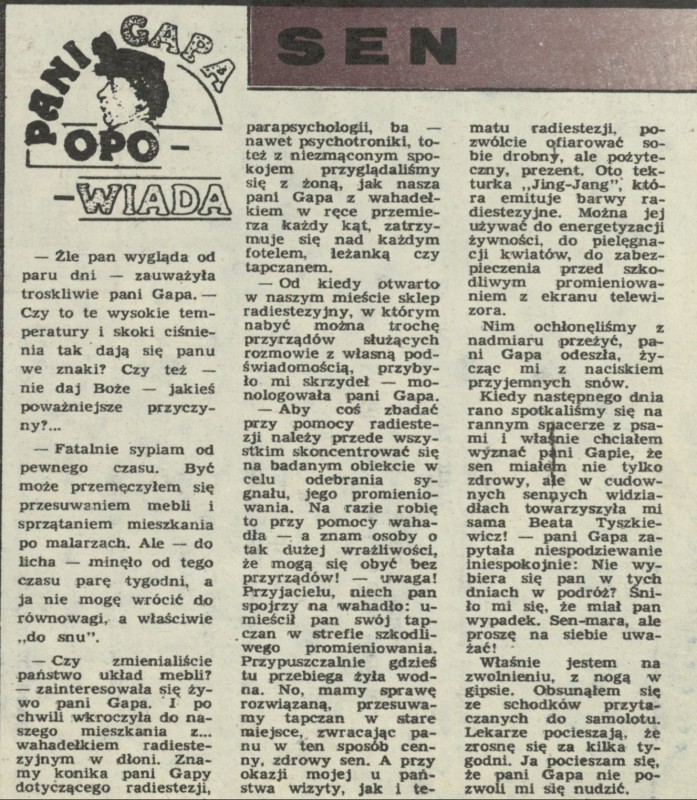 PANI GAPA
OPO-
-WIADA
SEN
— Źle pan wygląda od
paru dni — zauważyła
troskliwie pani Gapa. —
Czy to te wysokie tem-
peratury i skoki ciśnie-
nia tak dają się panu
we znaki? Czy też —
nie daj Boże — jakieś
poważniejsze przyczy-
ny?...
— Fatalnie sypiam od
pewnego czasu. Być
może przemęczyłem się
przesuwaniem mebli i
sprzątaniem mieszkania
po malarzach. Ale — do
licha — minęło od tego
czasu parę tygodni, a
ja nie mogę wrócić do
równowagi, a właściwie
„do snu".
— Czy zmienialiście
państwo układ mebli?
— zainteresowała się ży-
wo pani Gapa. I po
chwili wkroczyła do na-
szego mieszkania z...
wahadełkiem radieste-
zyjnym w dłoni. Zna-
my konika pani Gapy
dotyczącego radiestezji,
parapsychologii, ba —
nawet psychotroniki, to-
też z niezmąconym spo-
kojem przyglądaliśmy
się z żoną, jak nasza
pani Gapa z wahadeł-
kiem w ręce przemie-
rza każdy kąt, zatrzy-
muje się nad każdym
fotelem, leżanką czy
tapczanem.
— Od kiedy otwarto
w naszym mieście sklep
radiestezyjny, w którym
nabyć można trochę
przyrządów służących
rozmowie z własną pod-
świadomością, przyby-
ło mi skrzydeł — mo-
nologowała pani Gapa.
— Aby coś zbadać
przy pomocy radieste-
zji należy przede wszy-
stkim skoncentrować się
na badanym obiekcie w
celu odebrania sy-
gnału, jego promienio-
wania. Na razie robię
to przy pomocy waha-
dła — a znam osoby o
tak dużej wrażliwości,
że mogą się obyć bez
przyrządów! — uwaga!
Przyjacielu, niech pan
spojrzy na wahadło: u-
mieścił pan swój tap-
czan w strefie szkodli-
wego promieniowania.
Przypuszczalnie gdzieś
tu przebiega żyła wod-
na. No, mamy sprawę
rozwiązaną, przesuwa-
my tapczan w stare
miejsce, zwracając pa-
nu w ten sposób cen-
ny, zdrowy sen. A przy
okazji mojej u pań-
stwa wizyty, jak i te-
matu radiestezji, po-
zwólcie ofiarować so-
bie drobny, ale pożyte-
czny, prezent. Oto tek-
turka „Jing-Jang", któ-
ra emituje barwy ra-
diestezyjne. Można jej
używać do energetyzacji
żywności, do pielęgna-
cji kwiatów, do zabez-
pieczenia przed szko-
dliwym promieniowa-
niem z ekranu telewi-
zora.
Nim ochłonęliśmy z
nadmiaru przeżyć, pa-
ni Gapa odeszła, ży-
cząc mi z naciskiem
przyjemnych snów.
Kiedy następnego dnia
rano spotkaliśmy się na
rannym spacerze z psa-
mi i właśnie chciałem
wyznać pani Gapie, że
sen miałem nie tylko
zdrowy, ale w cudow-
nych sennych widzia-
dłach towarzyszyła mi
sama Beata Tyszkie-
wicz! — pani Gapa za-
pytała niespodziewanie
iniespokojnie: Nie wy-
biera się pan w tych
dniach w podróż? Śni-
ło mi się, że miał pan
wypadek. Sen-mara, ale
proszę na siebie uwa-
żać!
Właśnie jestem na
zwolnieniu, z nogą w
gipsie. Obsunąłem się
ze schodków przyta-
czanych do samolotu.
Lekarze pocieszają, że
zrosnę się za kilka ty-
godni. Ja pocieszam się,
że pani Gapa nie po-
zwoli mi się nudzić.